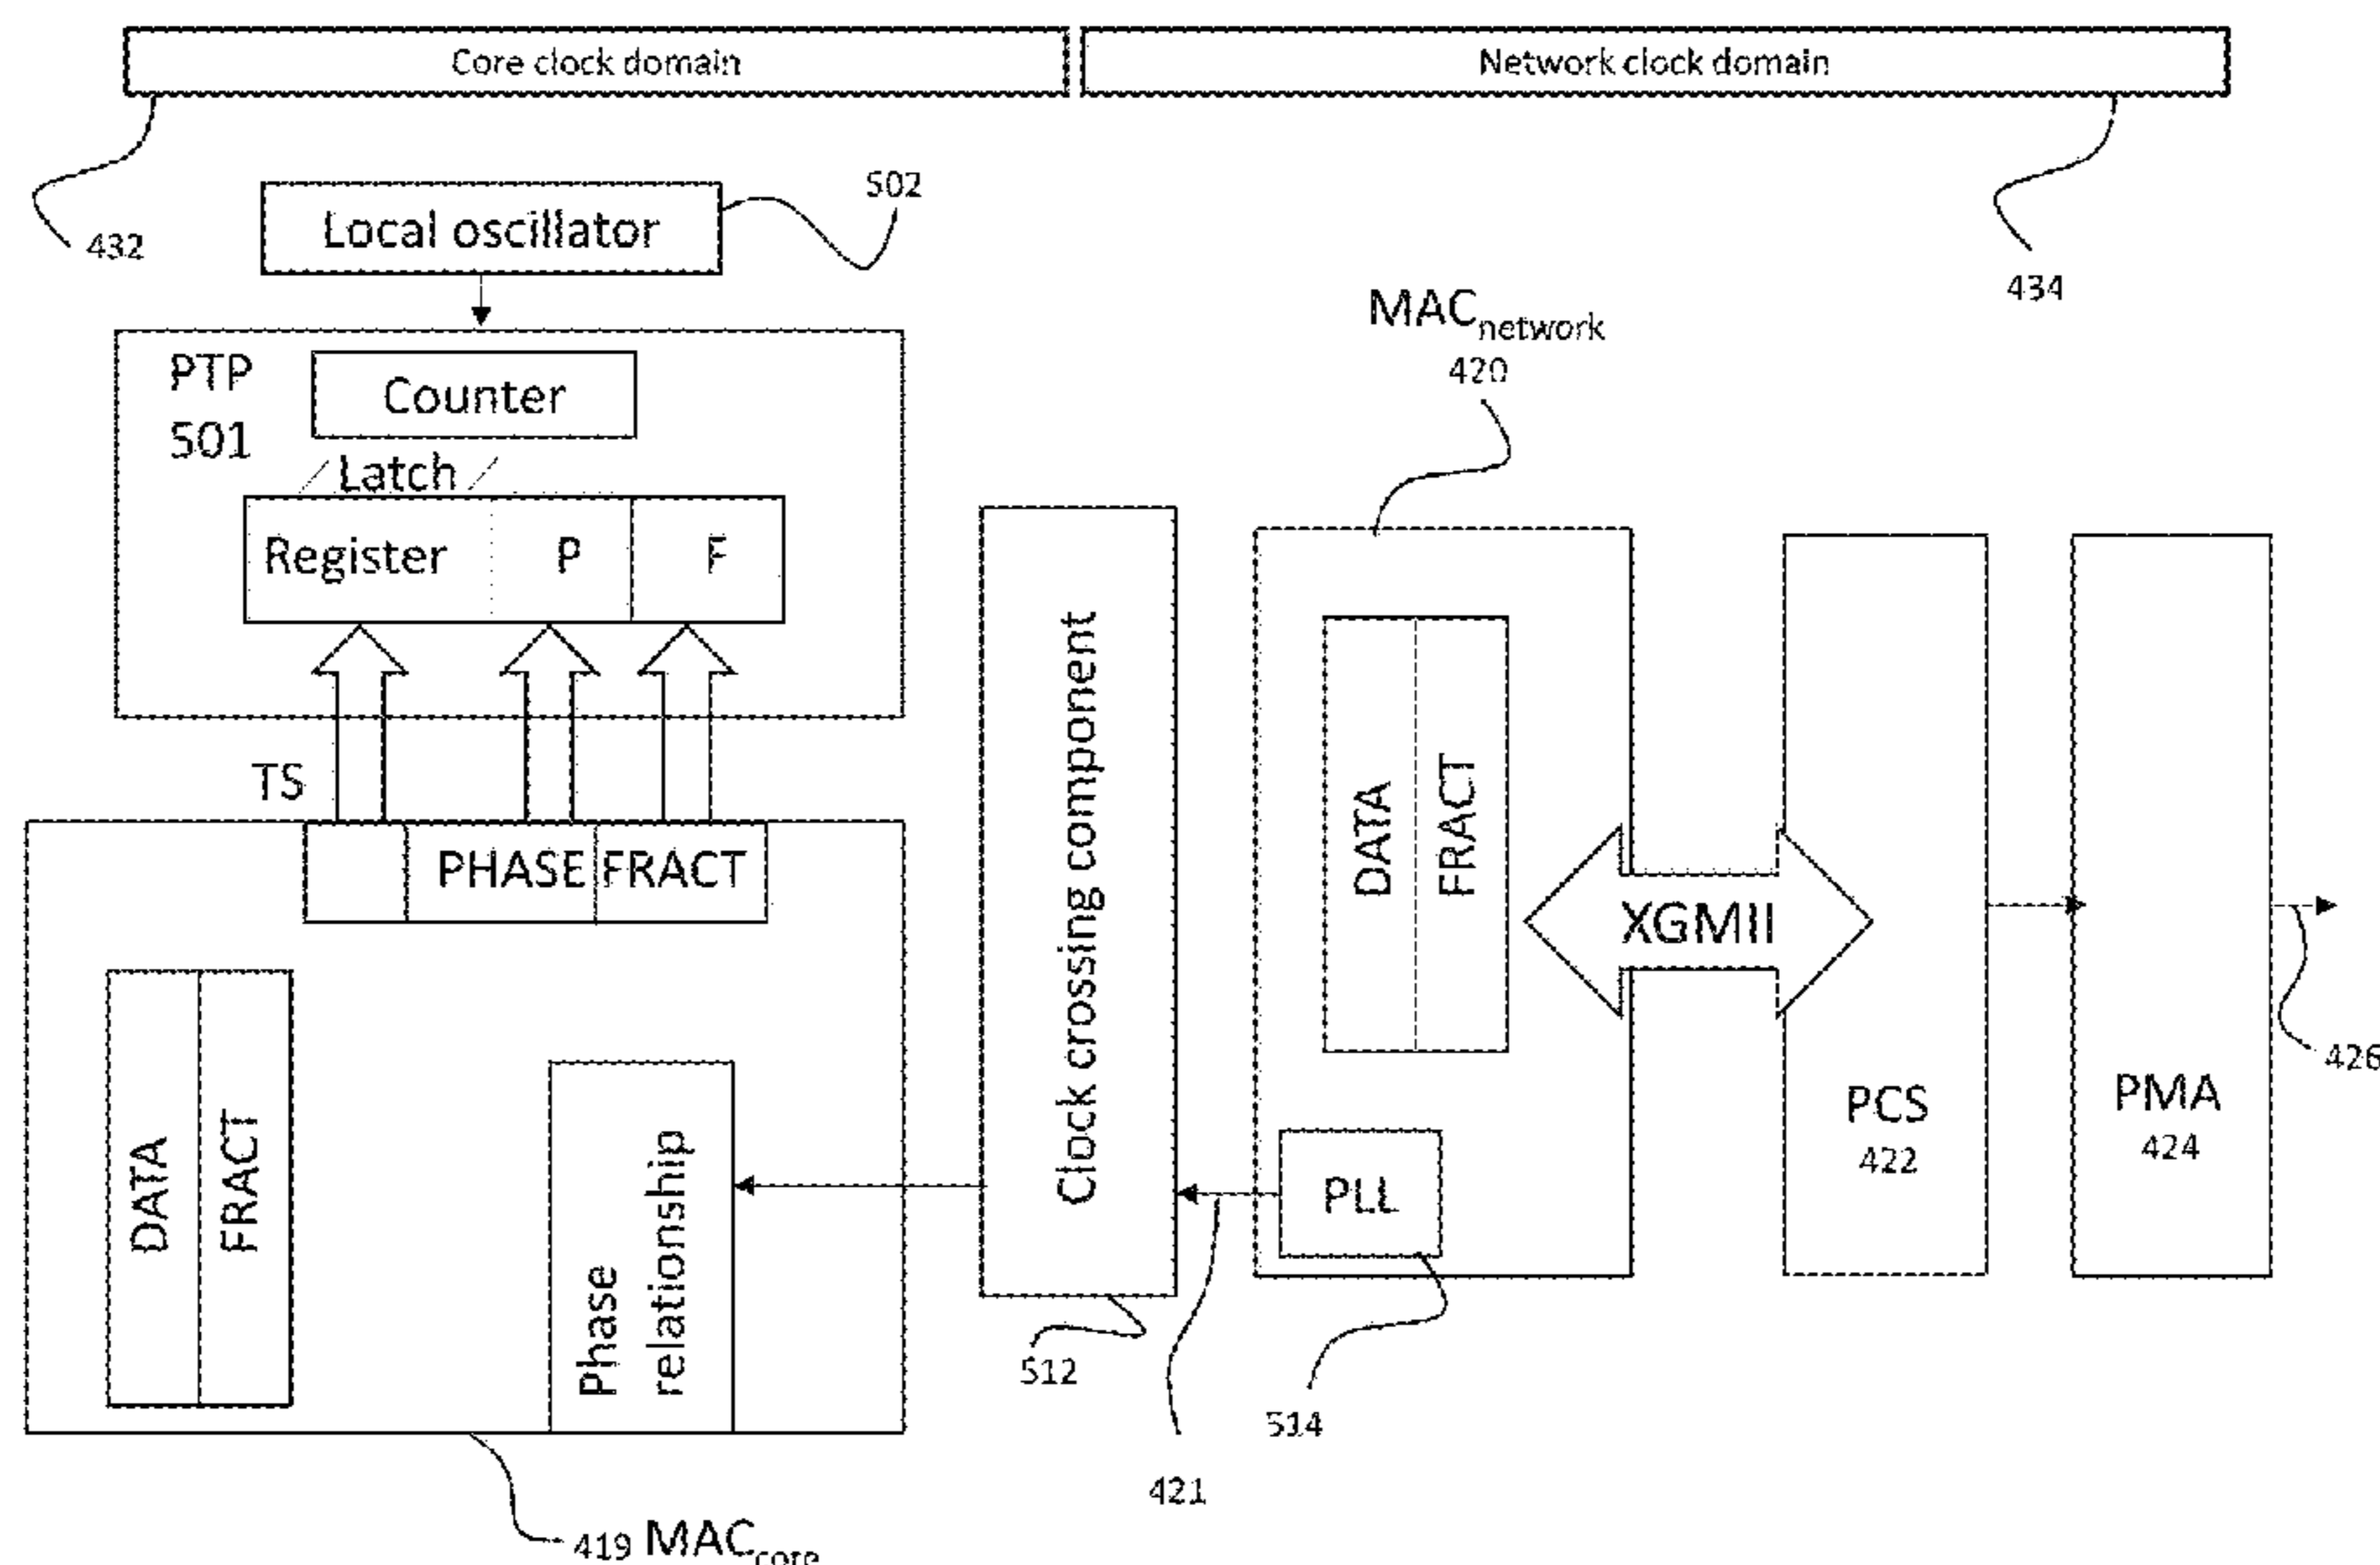 Core clock domain
Network clock domain
432
Local oscillator
502
434
PTP
501
Counter
Latch
Register
P
F
TS
PHASE
FRACT
DATA
FRACT
Phase
relationship
419 MACcore
Clock crossing component
512
421
MACnetwork
420
DATA
FRACT
PLL
514
XGMII
PCS
422
PMA
424
426